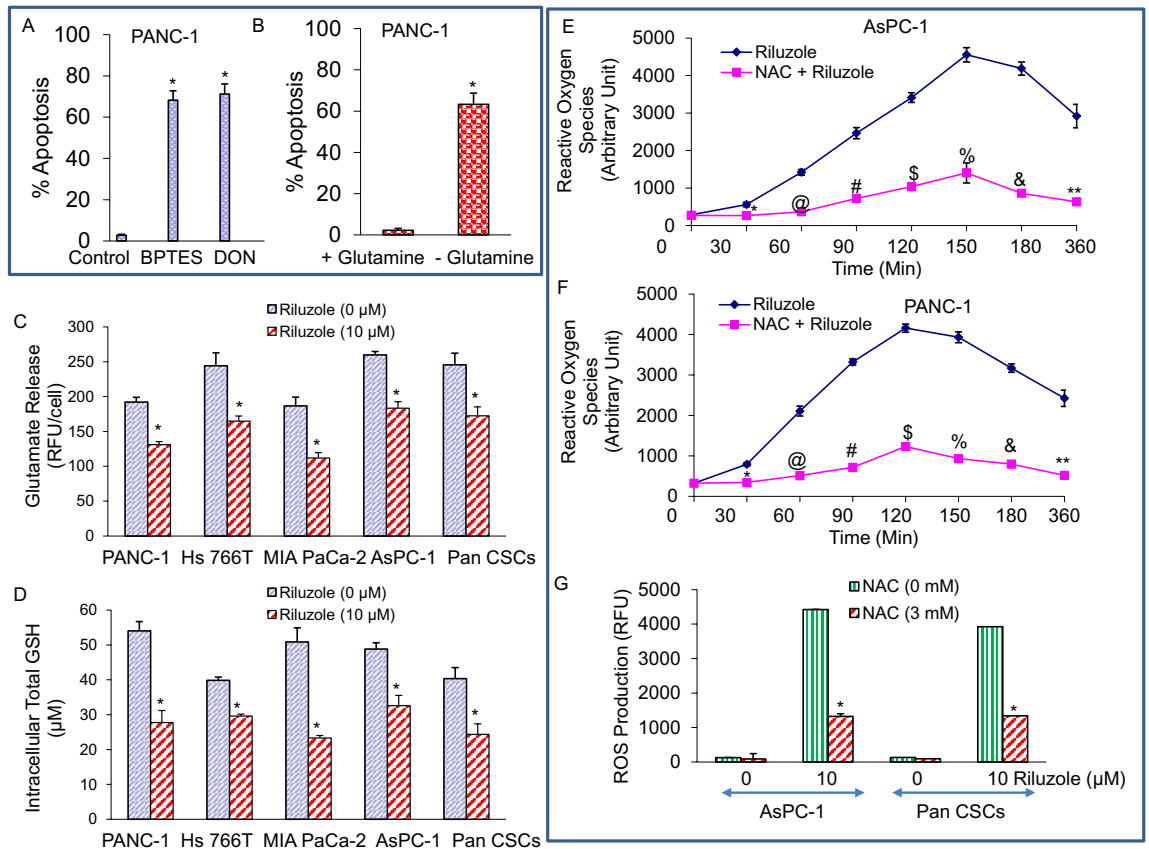 A
PANC-1
% Apoptosis
100
80
60
40
20
0
*
*
Control BPTES DON
B
PANC-1
% Apoptosis
100
80
60
40
20
0
*
+ Glutamine - Glutamine
C
Riluzole (0 µM)
Riluzole (10 µM)
Glutamate Release
(RFU/cell)
300
250
200
150
100
50
0
*
*
*
*
*
PANC-1 Hs 766T MIA PaCa-2 AsPC-1 Pan CSCs
D
Riluzole (0 µM)
Riluzole (10 µM)
Intracellular Total GSH
(µM)
60
50
40
30
20
10
0
*
*
*
*
*
PANC-1 Hs 766T MIA PaCa-2 AsPC-1 Pan CSCs
E
AsPC-1
Riluzole
NAC + Riluzole
Reactive Oxygen
Species
(Arbitrary Unit)
5000
4000
3000
2000
1000
0
* @ # $ % & **
0 30 60 90 120 150 180 360
Time (Min)
F
PANC-1
Riluzole
NAC + Riluzole
Reactive Oxygen
Species
(Arbitrary Unit)
5000
4000
3000
2000
1000
0
* @ # $ % & **
0 30 60 90 120 150 180 360
Time (Min)
G
NAC (0 mM)
NAC (3 mM)
ROS Production (RFU)
5000
4000
3000
2000
1000
0
*
*
0 10 0 10 Riluzole (µM)
AsPC-1 Pan CSCs